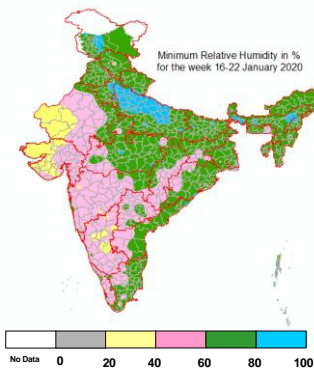 Minimum Relative Humidity in %
for the week 16-22 January 2020
No Data 0 20 40 60 80 100